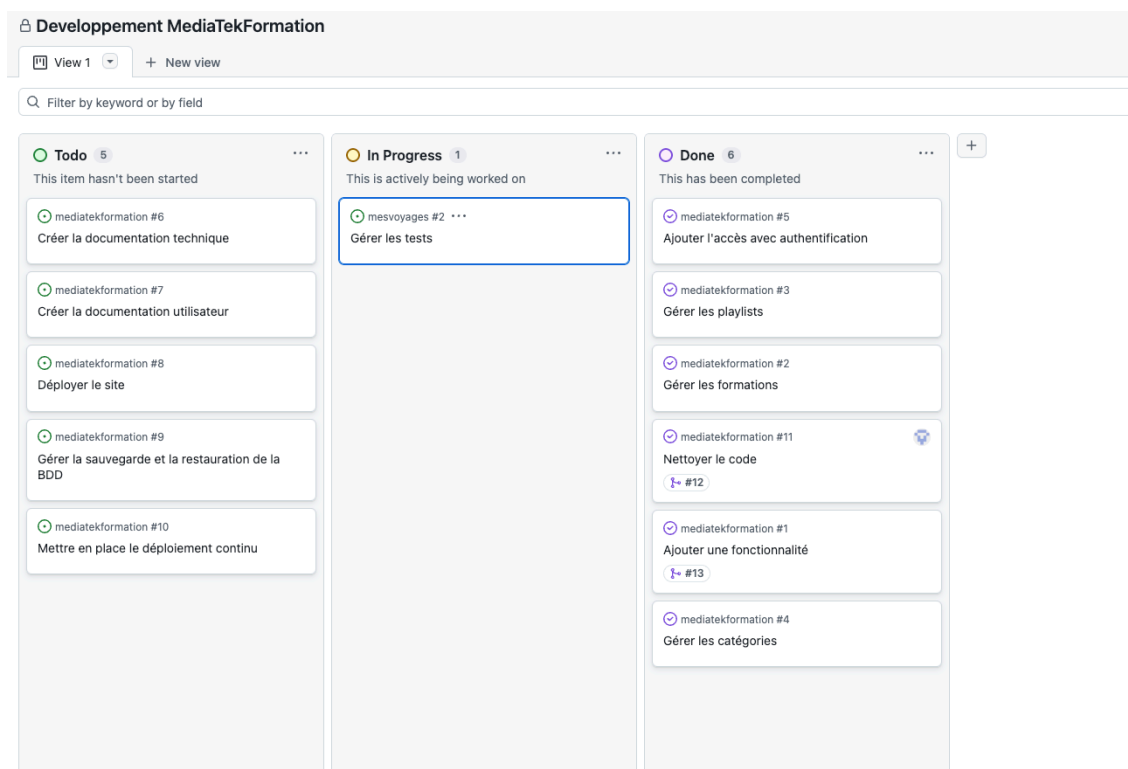 Developpement MediaTekFormation
View 1
+ New view
Filter by keyword or by field
Todo 5
This item hasn't been started
mediatekformation #6
Créer la documentation technique
mediatekformation #7
Créer la documentation utilisateur
mediatekformation #8
Déployer le site
mediatekformation #9
Gérer la sauvegarde et la restauration de la
BDD
mediatekformation #10
Mettre en place le déploiement continu
In Progress 1
This is actively being worked on
mesvoyages #2
Gérer les tests
Done 6
This has been completed
mediatekformation #5
Ajouter l'accès avec authentification
mediatekformation #3
Gérer les playlists
mediatekformation #2
Gérer les formations
mediatekformation #11
Nettoyer le code
#12
mediatekformation #1
Ajouter une fonctionnalité
#13
mediatekformation #4
Gérer les catégories